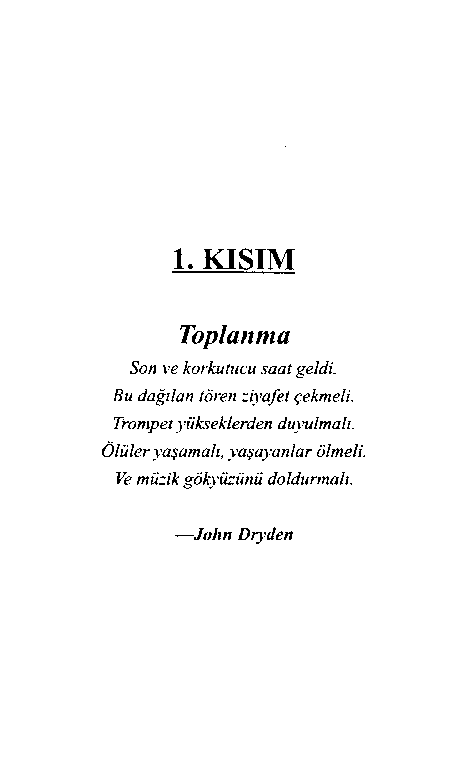 1. KISIM
Toplanma
Son ve korkutucu saat geldi.
Bu dağılan tören ziyafet çekmeli.
Trompet yükseklerden duyulmalı.
Ölüler yaşamalı, yaşayanlar ölmeli.
Ve müzik gökyüzünü doldurmalı.
—John Dryden